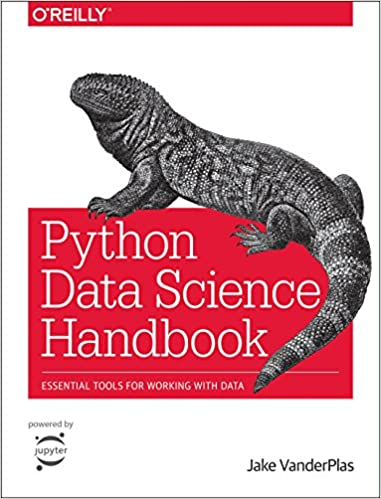 O'REILLY®
Python
Data Science
Handbook
ESSENTIAL TOOLS FOR WORKING WITH DATA
powered by
jupyter
Jake VanderPlas